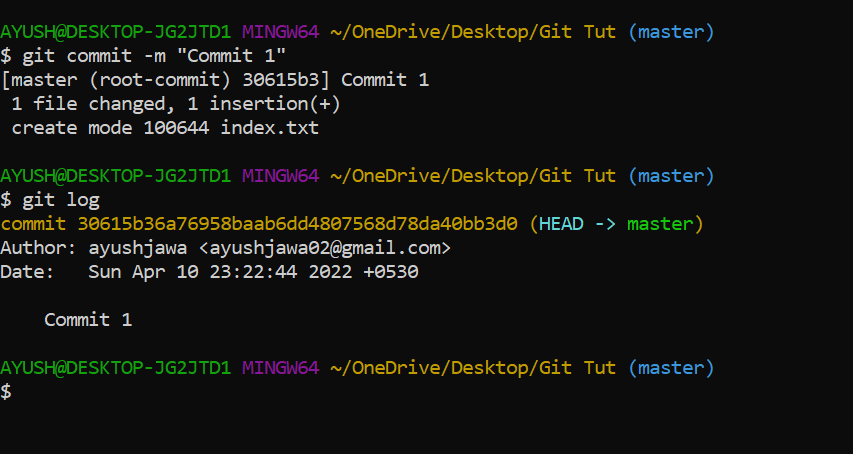 AYUSH@DESKTOP-JG2JTD1 MINGW64 ~/OneDrive/Desktop/Git Tut (master)
$ git commit -m "Commit 1"
[master (root-commit) 30615b3] Commit 1
 1 file changed, 1 insertion(+)
 create mode 100644 index.txt

AYUSH@DESKTOP-JG2JTD1 MINGW64 ~/OneDrive/Desktop/Git Tut (master)
$ git log
commit 30615b36a76958baab6dd4807568d78da40bb3d0 (HEAD -> master)
Author: ayushjawa <ayushjawa02@gmail.com>
Date:   Sun Apr 10 23:22:44 2022 +0530

    Commit 1

AYUSH@DESKTOP-JG2JTD1 MINGW64 ~/OneDrive/Desktop/Git Tut (master)
$